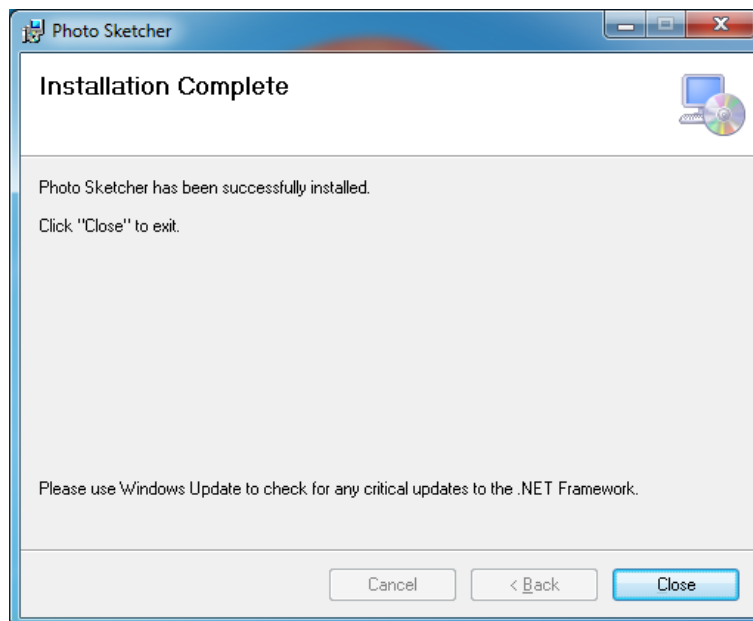 Photo Sketcher
Installation Complete
Photo Sketcher has been successfully installed.
Click "Close" to exit.
Please use Windows Update to check for any critical updates to the .NET Framework.
Cancel
< Back
Close